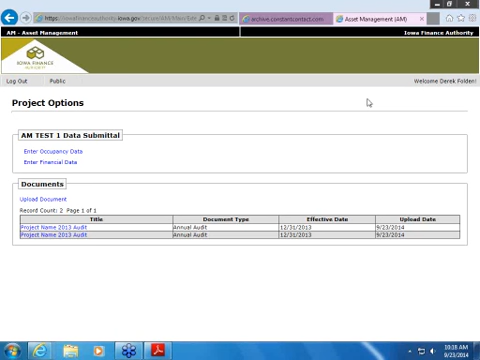 archive.constantcontact.com
Asset Management (AM)
AM - Asset Management
Iowa Finance Authority
IOWA FINANCE
AUTHORITY
Log Out
Public
Welcome Derek Folden!
Project Options
AM TEST 1 Data Submittal
Enter Occupancy Data
Enter Financial Data
Documents
Upload Document
Record Count: 2 Page 1 of 1
Title Document Type Effective Date Upload Date
Project Name 2013 Audit Annual Audit 12/31/2013 9/23/2014
Project Name 2013 Audit Annual Audit 12/31/2013 9/23/2014
10:18 AM
9/23/2014